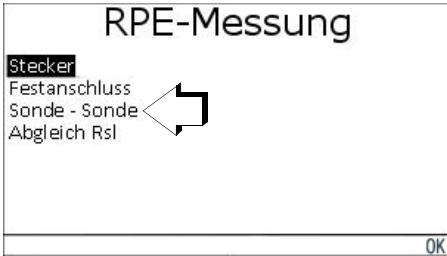 RPE-Messung
Stecker
Festanschluss
Sonde - Sonde
Abgleich Rsl
OK